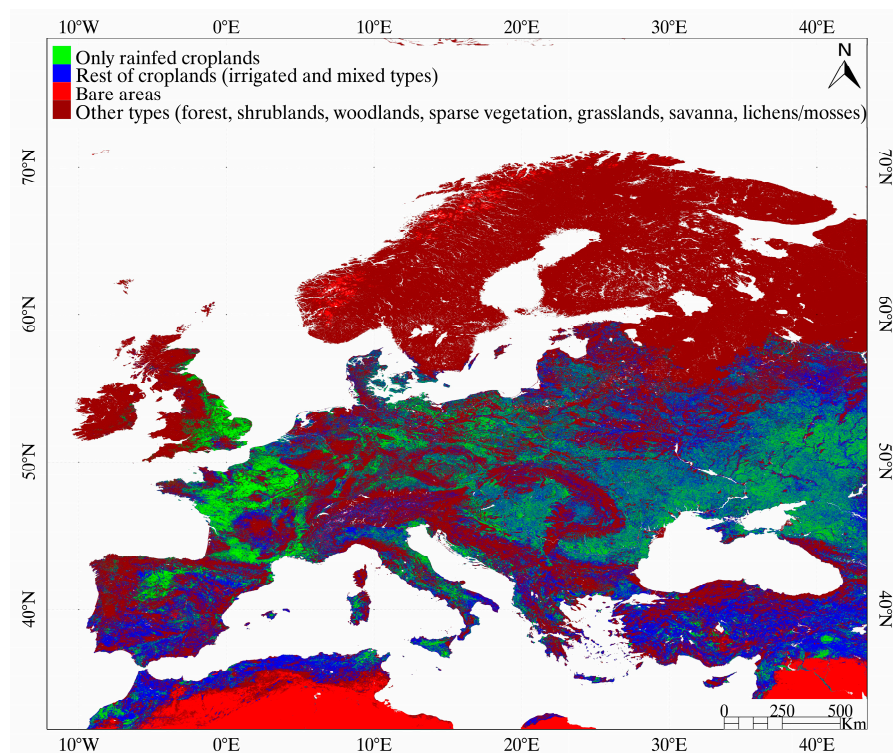 10°W 0°E 10°E 20°E 30°E 40°E
N
Only rainfed croplands
Rest of croplands (irrigated and mixed types)
Bare areas
Other types (forest, shrublands, woodlands, sparse vegetation, grasslands, savanna, lichens/mosses)
70°N 70°N
60°N 60°N
50°N 50°N
40°N 40°N
0 250 500
Km
10°W 0°E 10°E 20°E 30°E 40°E